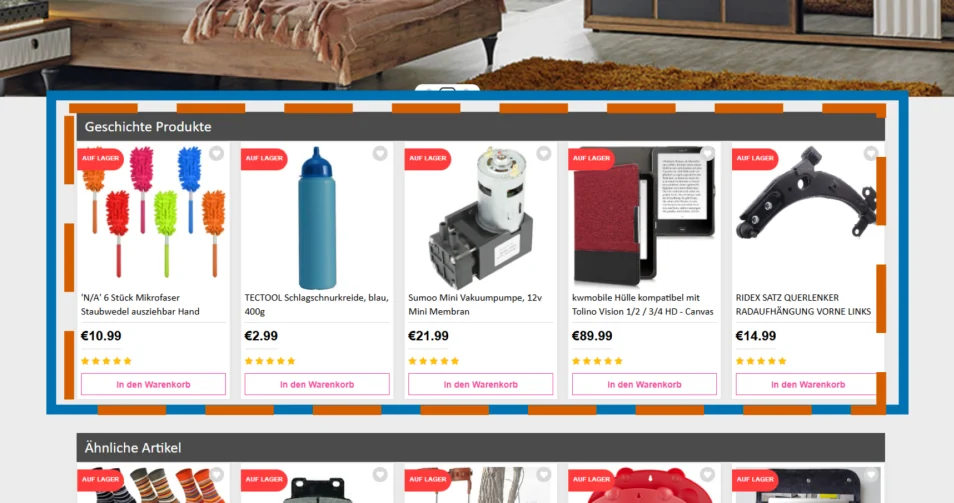 Geschichte Produkte
AUF LAGER
AUF LAGER
AUF LAGER
AUF LAGER
AUF LAGER
'N/A' 6 Stück Mikrofaser
Staubwedel ausziehbar Hand
TECTOOL Schlagschnurkreide, blau,
400g
Sumoo Mini Vakuumpumpe, 12v
Mini Membran
kwmobile Hülle kompatibel mit
Tolino Vision 1/2 / 3/4 HD - Canvas
RIDEX SATZ QUERLENKER
RADAUFHÄNGUNG VORNE LINKS
€10.99
€2.99
€21.99
€89.99
€14.99
In den Warenkorb
In den Warenkorb
In den Warenkorb
In den Warenkorb
In den Warenkorb
Ähnliche Artikel
AUF LAGER
AUF LAGER
AUF LAGER
AUF LAGER
AUF LAGER